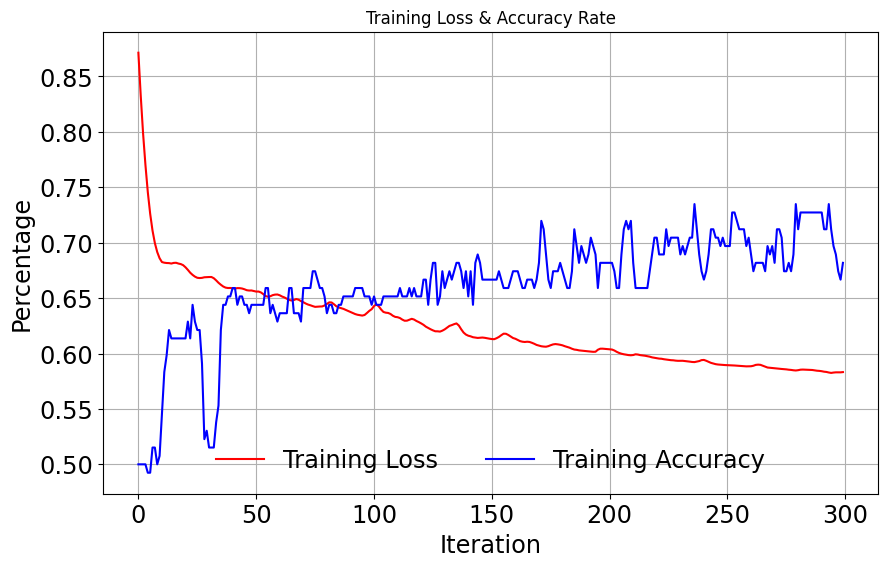 Training Loss & Accuracy Rate
Percentage
0.85
0.80
0.75
0.70
0.65
0.60
0.55
0.50
Training Loss Training Accuracy
0 50 100 150 200 250 300
Iteration